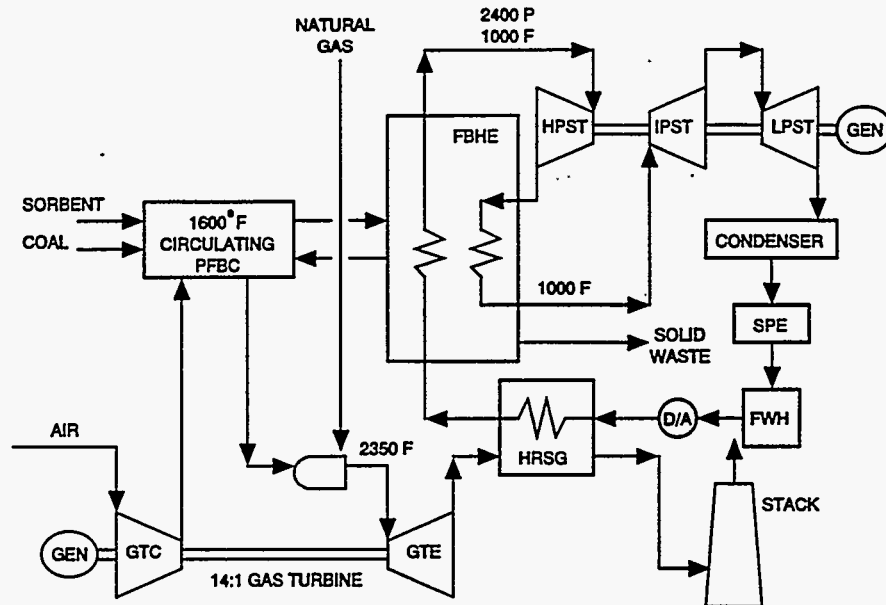 2400 P
1000 F
NATURAL
GAS
HPST
IPST
LPST
GEN
FBHE
SORBENT
COAL
1600° F
CIRCULATING
PFBC
CONDENSER
1000 F
SPE
SOLID
WASTE
AIR
2350 F
D/A
FWH
HRSG
STACK
GEN
GTC
GTE
14:1 GAS TURBINE